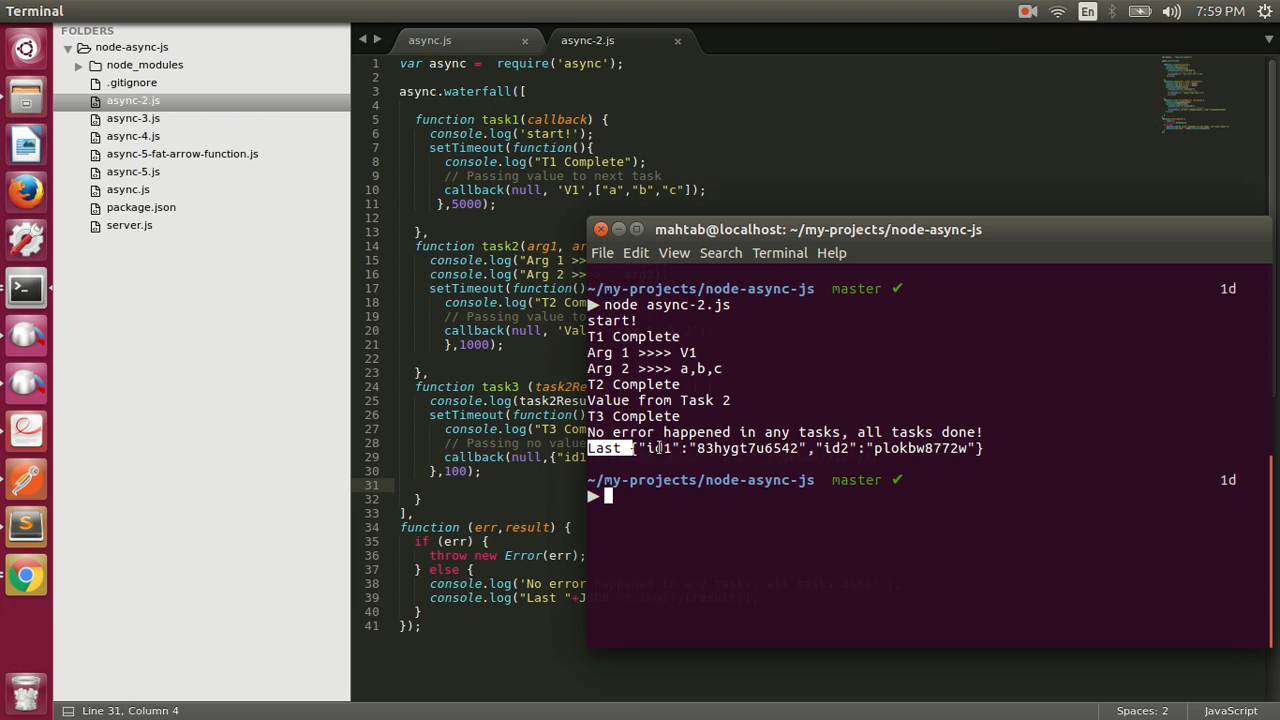 Terminal
En
7:59 PM
FOLDERS
node-async-js
node_modules
.gitignore
async-2.js
async-3.js
async-4.js
async-5-fat-arrow-function.js
async-5.js
async.js
package.json
server.js
async.js
async-2.js
1 var async =  require('async');
2
3 async.waterfall([
4
5 function task1(callback) {
6 console.log('start!');
7 setTimeout(function(){
8 console.log("T1 Complete");
9 // Passing value to next task
10 callback(null, 'V1',["a","b","c"]);
11 },5000);
12
13 },
14 function task2(arg1, ar
15 console.log("Arg 1 >>
16 console.log("Arg 2 >>
17 setTimeout(function()
18 console.log("T2 Com
19 // Passing value to
20 callback(null, 'Val
21 },1000);
22
23 },
24 function task3 (task2Re
25 console.log(task2Resu
26 setTimeout(function()
27 console.log("T3 Com
28 // Passing no value
29 callback(null,{"id1
30 },100);
31
32 }
33 ],
34 function (err,result) {
35 if (err) {
36 throw new Error(err);
37 } else {
38 console.log('No error happened in any tasks, all tasks done!');
39 console.log("Last "+JSON.stringify(result));
40 }
41 });
mahtab@localhost: ~/my-projects/node-async-js
File Edit View Search Terminal Help
~/my-projects/node-async-js master ✔ 1d
▶ node async-2.js
start!
T1 Complete
Arg 1 >>>> V1
Arg 2 >>>> a,b,c
T2 Complete
Value from Task 2
T3 Complete
No error happened in any tasks, all tasks done!
Last {"id1":"83hygt7u6542","id2":"plokbw8772w"}
~/my-projects/node-async-js master ✔ 1d
▶
Line 31, Column 4
Spaces: 2
JavaScript